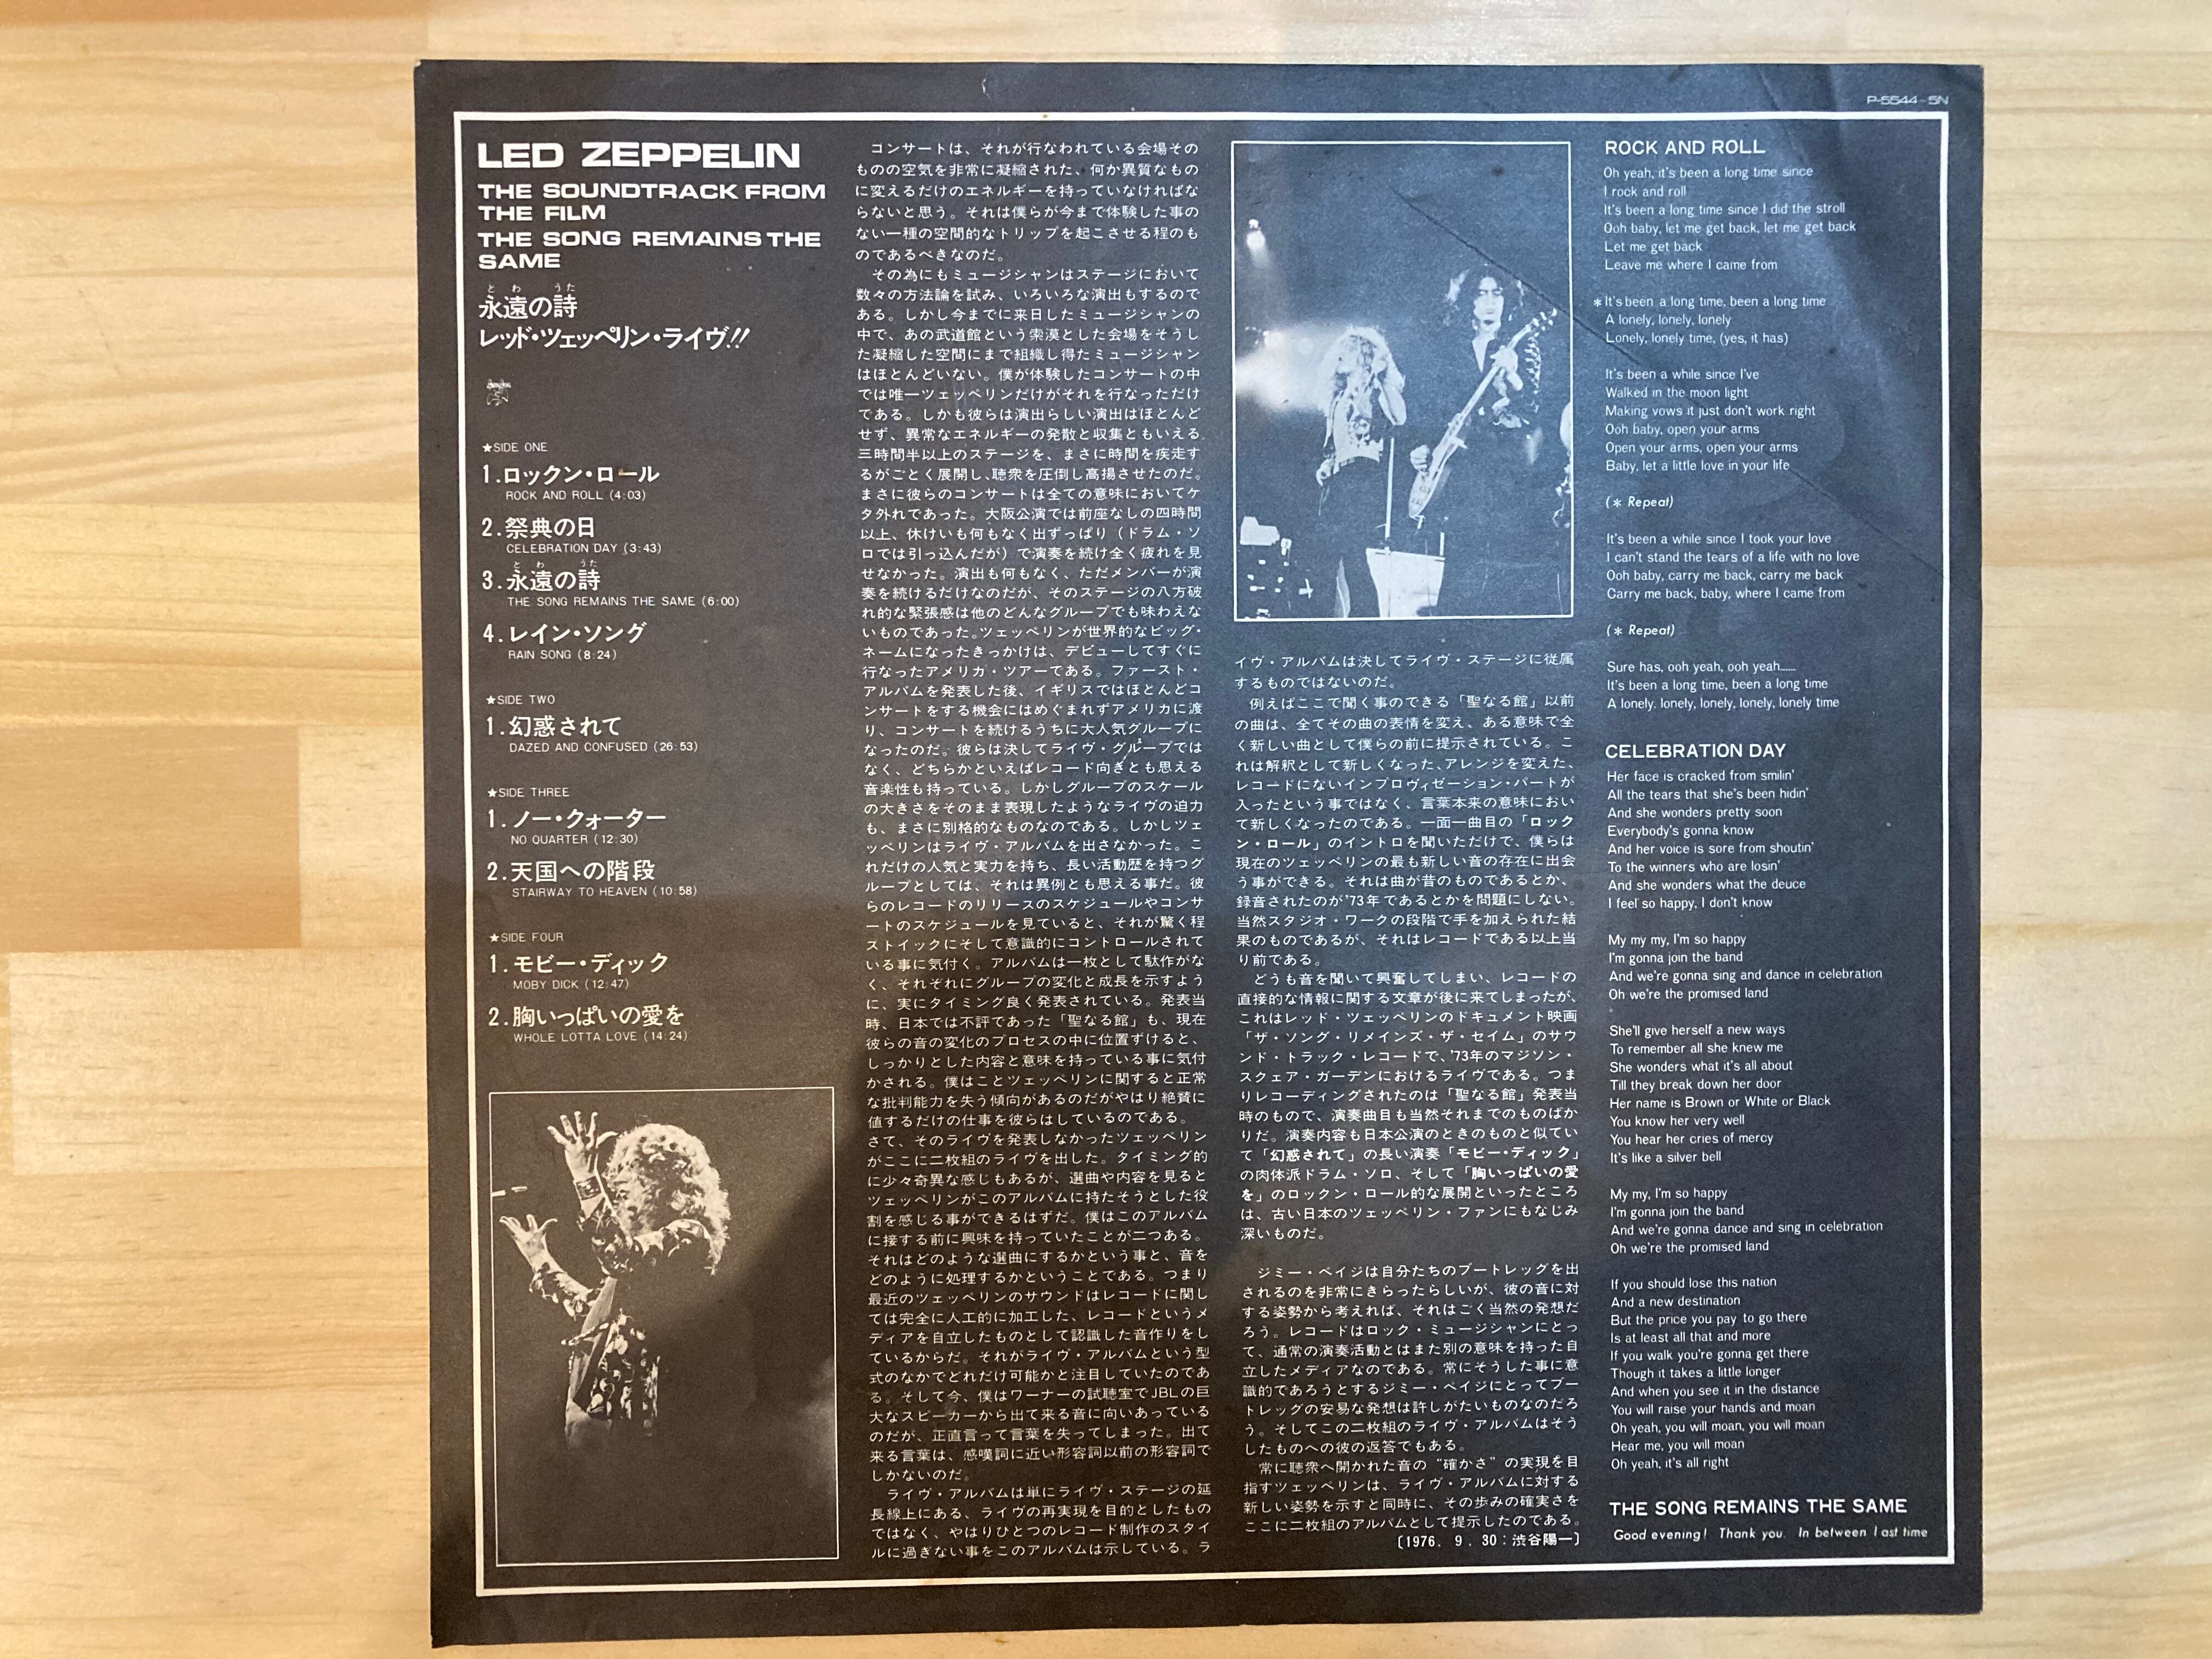 P-5544~5N
LED ZEPPELIN
THE SOUNDTRACK FROM
THE FILM
THE SONG REMAINS THE
SAME
とわ うた
永遠の詩
レッド・ツェッペリン・ライヴ!!
★SIDE ONE
1.ロックン・ロール
ROCK AND ROLL (4:03)
2.祭典の日
CELEBRATION DAY (3:43)
とわ うた
3.永遠の詩
THE SONG REMAINS THE SAME (6:00)
4.レイン・ソング
RAIN SONG (8:24)
★SIDE TWO
1.幻惑されて
DAZED AND CONFUSED (26:53)
★SIDE THREE
1.ノー・クォーター
NO QUARTER (12:30)
2.天国への階段
STAIRWAY TO HEAVEN (10:58)
★SIDE FOUR
1.モビー・ディック
MOBY DICK (12:47)
2.胸いっぱいの愛を
WHOLE LOTTA LOVE (14:24)
コンサートは、それが行なわれている会場その
ものの空気を非常に凝縮された、何か異質なもの
に変えるだけのエネルギーを持っていなければな
らないと思う。それは僕らが今まで体験した事の
ない一種の空間的なトリップを起こさせる程のも
のであるべきなのだ。
その為にもミュージシャンはステージにおいて
数々の方法論を試み、いろいろな演出もするので
ある。しかし今までに来日したミュージシャンの
中で、あの武道館という索漠とした会場をそうし
た凝縮した空間にまで組織し得たミュージシャン
はほとんどいない。僕が体験したコンサートの中
では唯一ツェッペリンだけがそれを行なっただけ
である。しかも彼らは演出らしい演出はほとんど
せず、異常なエネルギーの発散と収集ともいえる
三時間半以上のステージを、まさに時間を疾走す
るがごとく展開し、聴衆を圧倒し高揚させたのだ。
まさに彼らのコンサートは全ての意味においてケ
タ外れであった。大阪公演では前座なしの四時間
以上、休けいも何もなく出ずっぱり（ドラム・ソ
ロでは引っ込んだが）で演奏を続け全く疲れを見
せなかった。演出も何もなく、ただメンバーが演
奏を続けるだけなのだが、そのステージの八方破
れ的な緊張感は他のどんなグループでも味わえな
いものであった。ツェッペリンが世界的なビッグ・
ネームになったきっかけは、デビューしてすぐに
行なったアメリカ・ツアーである。ファースト・
アルバムを発表した後、イギリスではほとんどコ
ンサートをする機会にはめぐまれずアメリカに渡
り、コンサートを続けるうちに大人気グループに
なったのだ。彼らは決してライヴ・グループでは
なく、どちらかといえばレコード向ぎとも思える
音楽性も持っている。しかしグループのスケール
の大きさをそのまま表現したようなライヴの迫力
も、まさに別格的なものなのである。しかしツェ
ッペリンはライヴ・アルバムを出さなかった。こ
れだけの人気と実力を持ち、長い活動歴を持つグ
ループとしては、それは異例とも思える事だ。彼
らのレコードのリリースのスケジュールやコンサ
ートのスケジュールを見ていると、それが驚く程
ストイックにそして意識的にコントロールされて
いる事に気付く。アルバムは一枚として駄作がな
く、それぞれにグループの変化と成長を示すよう
に、実にタイミング良く発表されている。発表当
時、日本では不評であった「聖なる館」も、現在
彼らの音の変化のプロセスの中に位置ずけると、
しっかりとした内容と意味を持っている事に気付
かされる。僕はことツェッペリンに関すると正常
な批判能力を失う傾向があるのだがやはり絶賛に
値するだけの仕事を彼らはしているのである。
さて、そのライヴを発表しなかったツェッペリン
がここに二枚組のライヴを出した。タイミング的
に少々奇異な感じもあるが、選曲や内容を見ると
ツェッペリンがこのアルバムに持たそうとした役
割を感じる事ができるはずだ。僕はこのアルバム
に接する前に興味を持っていたことが二つある。
それはどのような選曲にするかという事と、音を
どのように処理するかということである。つまり
最近のツェッペリンのサウンドはレコードに関し
ては完全に人工的に加工した、レコードというメ
ディアを自立したものとして認識した音作りをし
ているからだ。それがライヴ・アルバムという型
式のなかでどれだけ可能かと注目していたのであ
る。そして今、僕はワーナーの試聴室でJBLの巨
大なスピーカーから出て来る音に向いあっている
のだが、正直言って言葉を失ってしまった。出て
来る言葉は、感嘆詞に近い形容詞以前の形容詞で
しかないのだ。
ライヴ・アルバムは単にライヴ・ステージの延
長線上にある、ライヴの再実現を目的としたもの
ではなく、やはりひとつのレコード制作のスタイ
ルに過ぎない事をこのアルバムは示している。ラ
イヴ・アルバムは決してライヴ・ステージに従属
するものではないのだ。
例えばここで聞く事のできる「聖なる館」以前
の曲は、全てその曲の表情を変え、ある意味で全
く新しい曲として僕らの前に提示されている。こ
れは解釈として新しくなった、アレンジを変えた、
レコードにないインプロヴィゼーション・パートが
入ったという事ではなく、言葉本来の意味におい
て新しくなったのである。一面一曲目の「ロック
ン・ロール」のイントロを聞いただけで、僕らは
現在のツェッペリンの最も新しい音の存在に出会
う事ができる。それは曲が昔のものであるとか、
録音されたのが'73年であるとかを問題にしない。
当然スタジオ・ワークの段階で手を加えられた結
果のものであるが、それはレコードである以上当
り前である。
どうも音を聞いて興奮してしまい、レコードの
直接的な情報に関する文章が後に来てしまったが、
これはレッド・ツェッペリンのドキュメント映画
「ザ・ソング・リメインズ・ザ・セイム」のサウ
ンド・トラック・レコードで、'73年のマジソン・
スクェア・ガーデンにおけるライヴである。つま
りレコーディングされたのは「聖なる館」発表当
時のもので、演奏曲目も当然それまでのものばか
りだ。演奏内容も日本公演のときのものと似てい
て「幻惑されて」の長い演奏「モビー・ディック」
の肉体派ドラム・ソロ、そして「胸いっぱいの愛
を」のロックン・ロール的な展開といったところ
は、古い日本のツェッペリン・ファンにもなじみ
深いものだ。
ジミー・ペイジは自分たちのブートレッグを出
されるのを非常にきらったらしいが、彼の音に対
する姿勢から考えれば、それはごく当然の発想だ
ろう。レコードはロック・ミュージシャンにとっ
て、通常の演奏活動とはまた別の意味を持った自
立したメディアなのである。常にそうした事に意
識的であろうとするジミー・ペイジにとってブー
トレッグの安易な発想は許しがたいものなのだろ
う。そしてこの二枚組のライヴ・アルバムはそう
したものへの彼の返答でもある。
常に聴衆へ開かれた音の“確かさ”の実現を目
指すツェッペリンは、ライヴ・アルバムに対する
新しい姿勢を示すと同時に、その歩みの確実さを
ここに二枚組のアルバムとして提示したのである。
〔1976. 9. 30:渋谷陽一〕
ROCK AND ROLL
Oh yeah, it's been a long time since
I rock and roll
It's been a long time since I did the stroll
Ooh baby, let me get back, let me get back
Let me get back
Leave me where I came from
*It's been a long time, been a long time
A lonely, lonely, lonely
Lonely, lonely time, (yes, it has)
It's been a while since I've
Walked in the moon light
Making vows it just don't work right
Ooh baby, open your arms
Open your arms, open your arms
Baby, let a little love in your life
(* Repeat)
It's been a while since I took your love
I can't stand the tears of a life with no love
Ooh baby, carry me back, carry me back
Carry me back, baby, where I came from
(* Repeat)
Sure has, ooh yeah, ooh yeah......
It's been a long time, been a long time
A lonely. lonely, lonely, lonely, lonely time
CELEBRATION DAY
Her face is cracked from smilin'
All the tears that she's been hidin'
And she wonders pretty soon
Everybody's gonna know
And her voice is sore from shoutin'
To the winners who are losin'
And she wonders what the deuce
I feel so happy, I don't know
My my my, I'm so happy
I'm gonna join the band
And we're gonna sing and dance in celebration
Oh we're the promised land
She'll give herself a new ways
To remember all she knew me
She wonders what it's all about
Till they break down her door
Her name is Brown or White or Black
You know her very well
You hear her cries of mercy
It's like a silver bell
My my, I'm so happy
I'm gonna join the band
And we're gonna dance and sing in celebration
Oh we're the promised land
If you should lose this nation
And a new destination
But the price you pay to go there
Is at least all that and more
If you walk you're gonna get there
Though it takes a little longer
And when you see it in the distance
You will raise your hands and moan
Oh yeah, you will moan, you will moan
Hear me, you will moan
Oh yeah, it's all right
THE SONG REMAINS THE SAME
Good evening! Thank you. In between last time